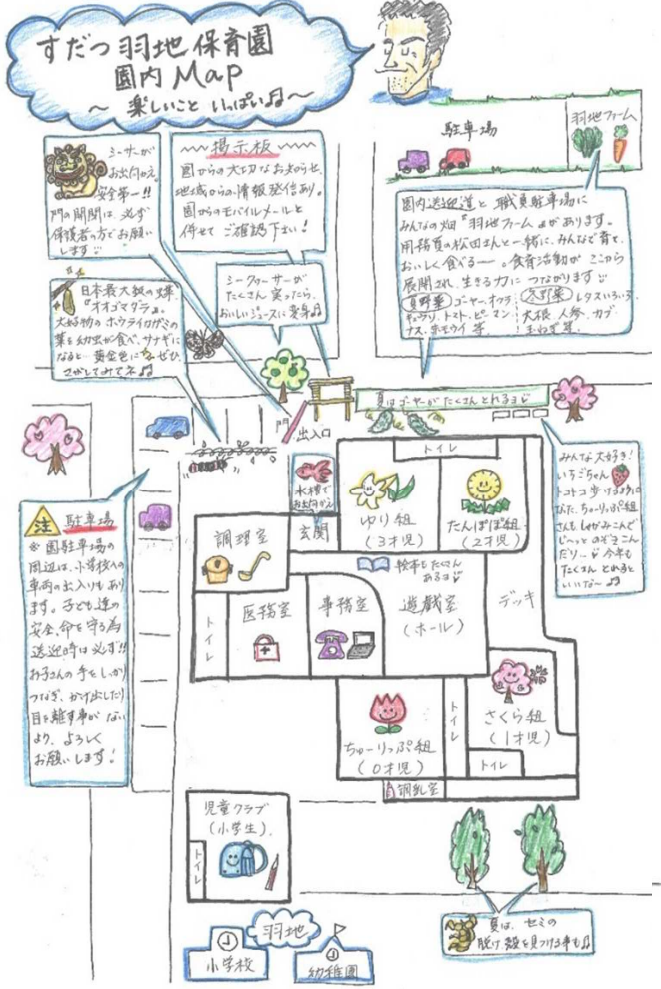 すだつ羽地保育園
園内 Map
～ 楽しいこと いっぱい♫～
駐車場
羽地ファーム
シーサーが
お出向かえ。
安全第一!!
門の開閉は、必ず
保護者の方でお願い
します
掲示板
園からの大切なお知らせ、
地域からの情報発信あり。
園からのモバイルメールと
併せてご確認下さい！
園内送迎道と職員駐車場に
みんなの畑『羽地ファーム』があります。
用務員の松田さんと一緒に、みんなで育て、
おいしく食べるー。食育活動が ここから
展開され、生きる力に つながります
夏野菜 ゴーヤー、オクラ
キュウリ、トマト、ピーマン
ナス、赤モウイ 等
冬野菜 レタスいろいろ
大根、人参、カブ
玉ねぎ 等
シークヮーサーが
たくさん 実ったら、
おいしいジュースに変身♫
日本最大級の蝶
『オオゴマダラ』
大好物の ホウライカガミの
葉を幼虫が食べ、サナギに
なると 黄金色に ぜひ、
さがしてみてネ♫
夏はゴーヤーがたくさんとれるヨ
門
出入口
みんな大好き！
いちごちゃん
トコトコ歩けるように
なた、ちゅーりっぷ組
さんも しゃがみこんで
じ～っと のぞきこん
だりー 今年も
たくさん とれると
いいな～♫
水槽で
お出向かえ
玄関
トイレ
ゆり組
(3才児)
たんぽぽ組
(2才児)
調理室
絵本もたくさん
あるヨ
遊戯室
(ホール)
デッキ
トイレ
医務室
事務室
注 駐車場
※園駐車場の
周辺は、小学校への
車両の出入りもあり
ます。子ども達の
安全、命を守る為
送迎時は必ず!!
お子さんの手をしっかり
つなぎ、かけ出したり
目を離す事が ない
よう、よろしく
お願いします！
ちゅーりっぷ組
(0才児)
トイレ
さくら組
(1才児)
トイレ
調乳室
児童クラブ
(小学生)
トイレ
夏は、セミの
脱け殻を見つける事も♫
羽地
小学校
幼稚園